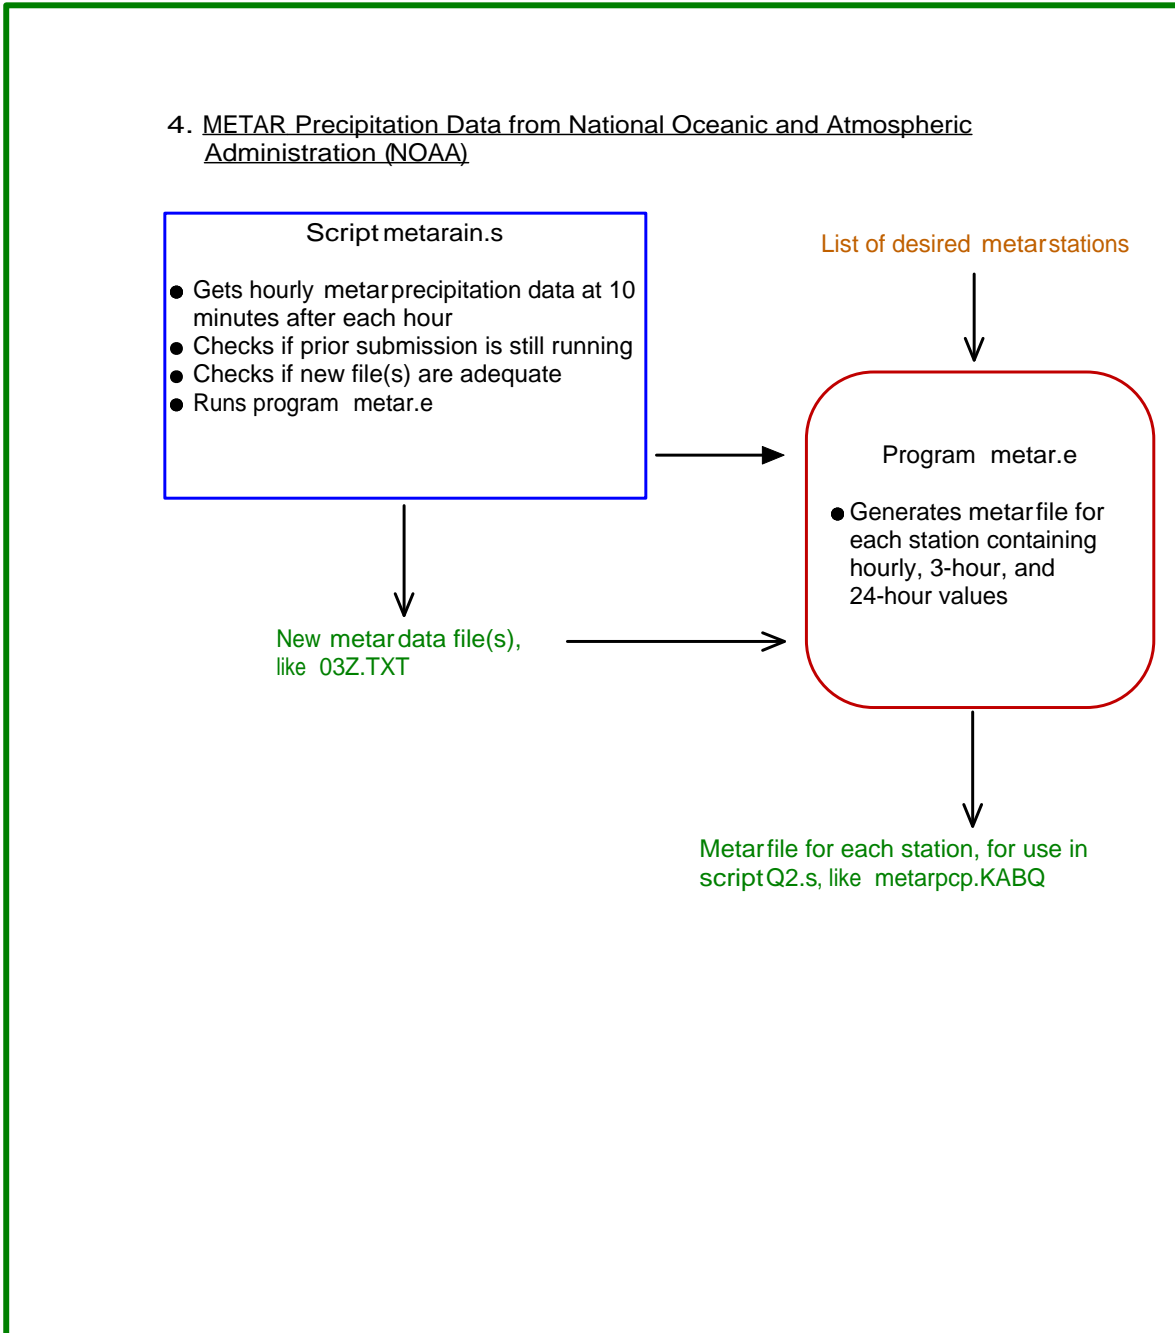 4. METAR Precipitation Data from National Oceanic and Atmospheric
Administration (NOAA)
Script metarain.s
● Gets hourly metar precipitation data at 10
minutes after each hour
● Checks if prior submission is still running
● Checks if new file(s) are adequate
● Runs program metar.e
List of desired metar stations
Program metar.e
● Generates metar file for
each station containing
hourly, 3-hour, and
24-hour values
New metar data file(s),
like 03Z.TXT
Metar file for each station, for use in
script Q2.s, like metarpcp.KABQ